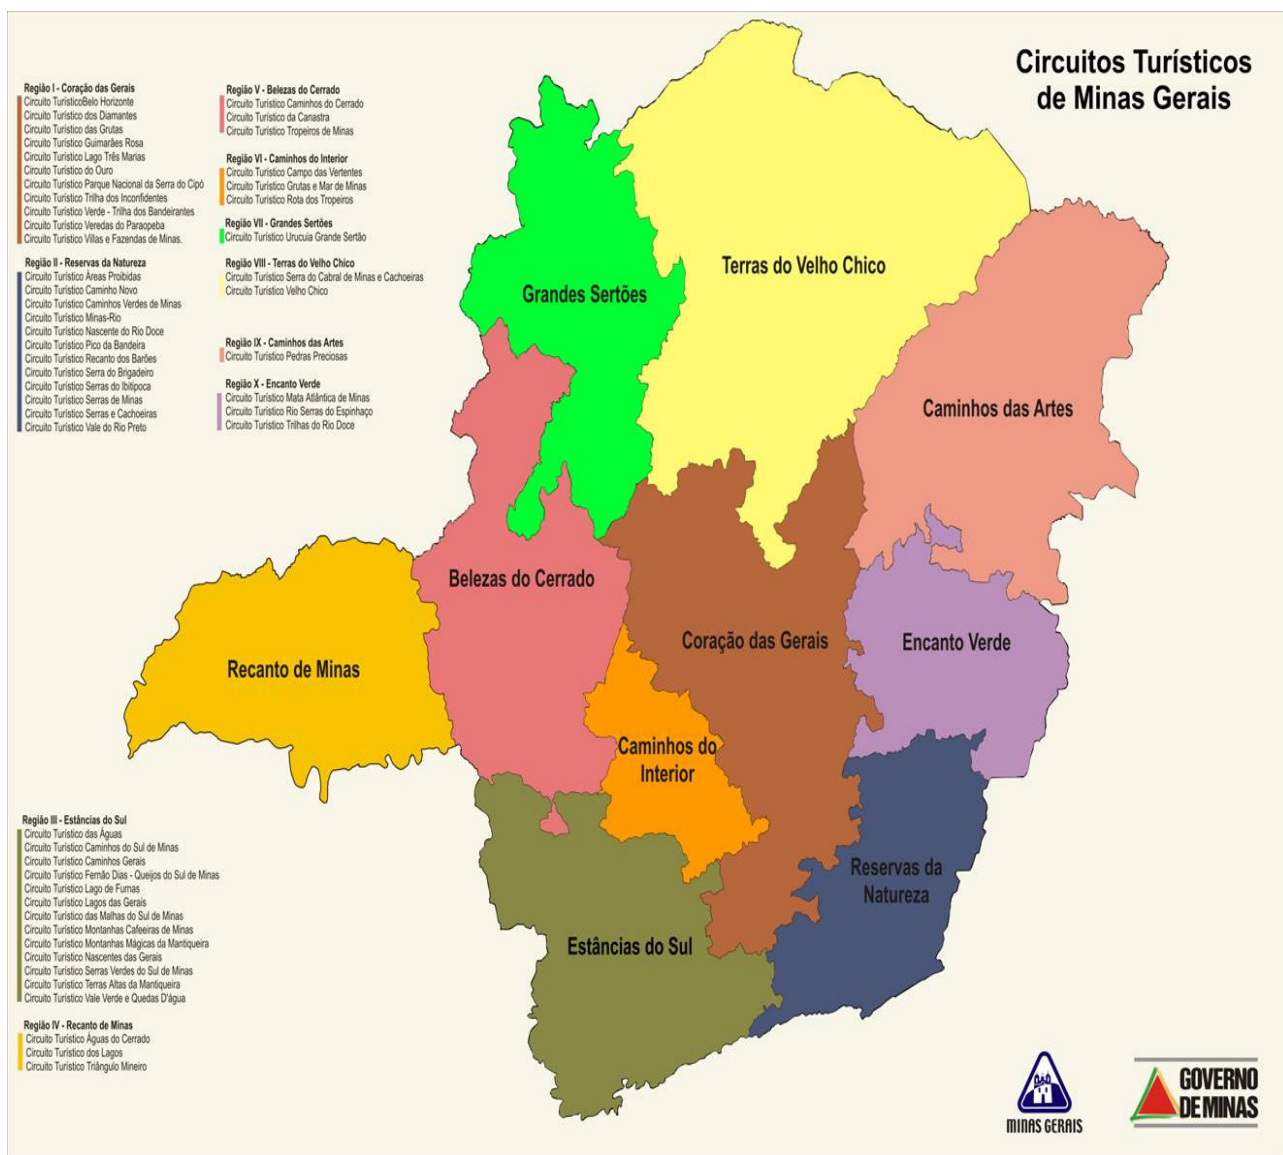 Circuitos Turísticos
de Minas Gerais
Região I - Coração das Gerais
Circuito TurísticoBelo Horizonte
Circuito Turístico dos Diamantes
Circuito Turístico das Grutas
Circuito Turístico Guimarães Rosa
Circuito Turístico Lago Três Marias
Circuito Turístico do Ouro
Circuito Turístico Parque Nacional da Serra do Cipó
Circuito Turístico Trilha dos Inconfidentes
Circuito Turístico Verde - Trilha dos Bandeirantes
Circuito Turístico Veredas do Paraopeba
Circuito Turístico Villas e Fazendas de Minas.
Região II - Reservas da Natureza
Circuito Turístico Áreas Proibidas
Circuito Turístico Caminho Novo
Circuito Turístico Caminhos Verdes de Minas
Circuito Turístico Minas-Rio
Circuito Turístico Nascente do Rio Doce
Circuito Turístico Pico da Bandeira
Circuito Turístico Recanto dos Barões
Circuito Turístico Serra do Brigadeiro
Circuito Turístico Serras do Ibitipoca
Circuito Turístico Serras de Minas
Circuito Turístico Serras e Cachoeiras
Circuito Turístico Vale do Rio Preto
Região V - Belezas do Cerrado
Circuito Turístico Caminhos do Cerrado
Circuito Turístico da Canastra
Circuito Turístico Tropeiros de Minas
Região VI - Caminhos do Interior
Circuito Turístico Campo das Vertentes
Circuito Turístico Grutas e Mar de Minas
Circuito Turístico Rota dos Tropeiros
Região VII - Grandes Sertões
Circuito Turístico Urucuia Grande Sertão
Região VIII - Terras do Velho Chico
Circuito Turístico Serra do Cabral de Minas e Cachoeiras
Circuito Turístico Velho Chico
Região IX - Caminhos das Artes
Circuito Turístico Pedras Preciosas
Região X - Encanto Verde
Circuito Turístico Mata Atlântica de Minas
Circuito Turístico Rio Serras do Espinhaço
Circuito Turístico Trilhas do Rio Doce
Terras do Velho Chico
Grandes Sertões
Caminhos das Artes
Belezas do Cerrado
Coração das Gerais
Encanto Verde
Recanto de Minas
Caminhos do
Interior
Reservas da
Natureza
Estâncias do Sul
Região III - Estâncias do Sul
Circuito Turístico das Águas
Circuito Turístico Caminhos do Sul de Minas
Circuito Turístico Caminhos Gerais
Circuito Turístico Fernão Dias - Queijos do Sul de Minas
Circuito Turístico Lago de Furnas
Circuito Turístico Lagos das Gerais
Circuito Turístico das Malhas do Sul de Minas
Circuito Turístico Montanhas Cafeeiras de Minas
Circuito Turístico Montanhas Mágicas da Mantiqueira
Circuito Turístico Nascentes das Gerais
Circuito Turístico Serras Verdes do Sul de Minas
Circuito Turístico Terras Altas da Mantiqueira
Circuito Turístico Vale Verde e Quedas D'água
Região IV - Recanto de Minas
Circuito Turístico Águas do Cerrado
Circuito Turístico dos Lagos
Circuito Turístico Triângulo Mineiro
MINAS GERAIS
GOVERNO
DE MINAS